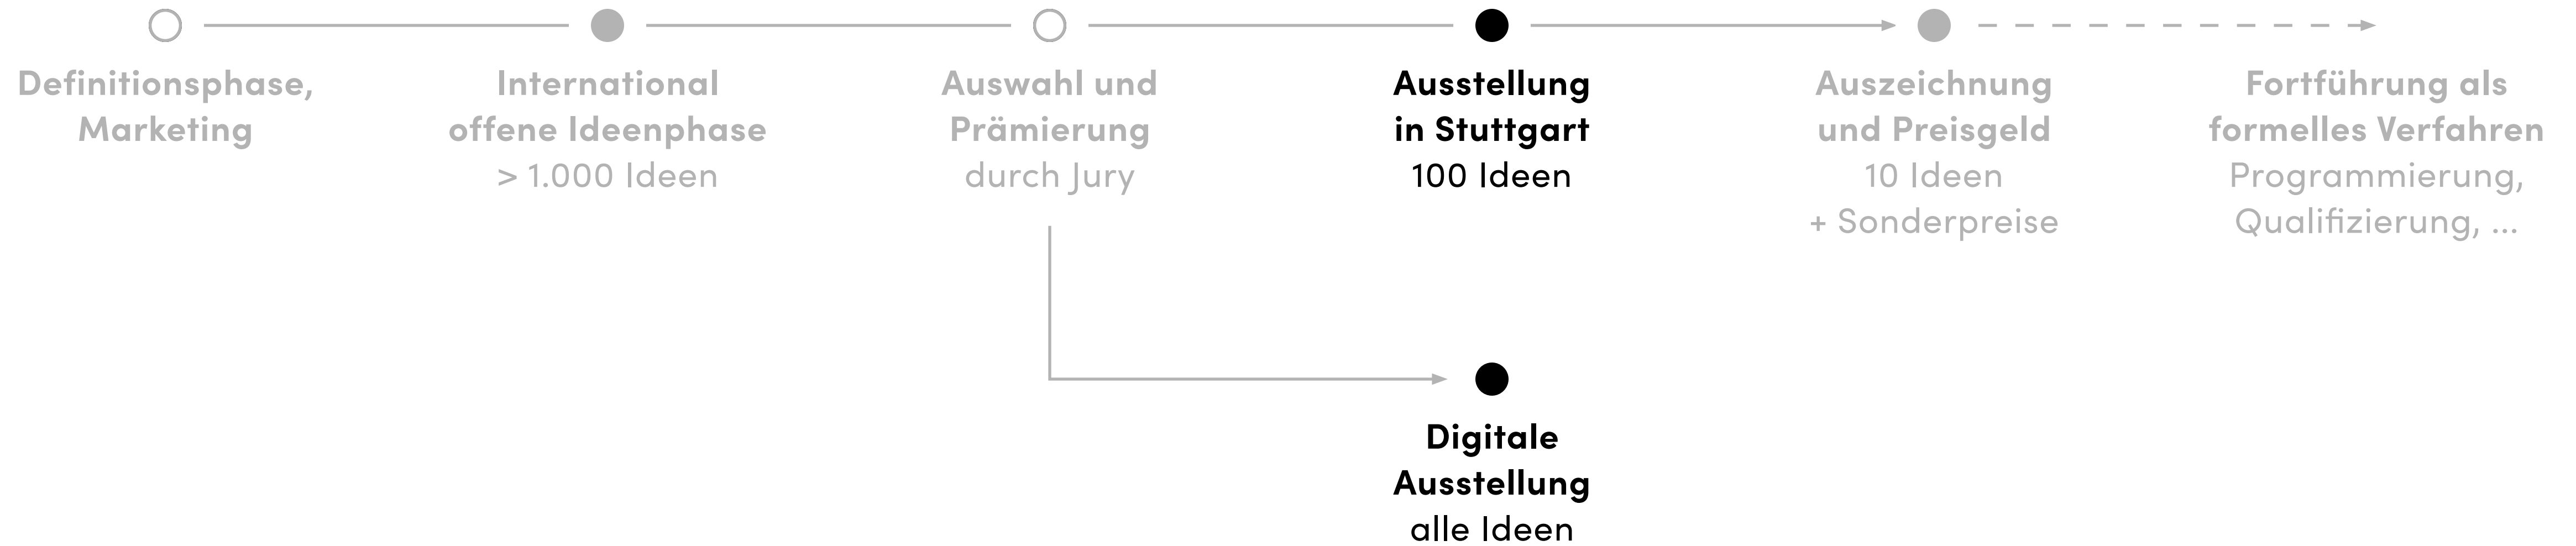 Definitionsphase,
Marketing
International
offene Ideenphase
> 1.000 Ideen
Auswahl und
Prämierung
durch Jury
Ausstellung
in Stuttgart
100 Ideen
Auszeichnung
und Preisgeld
10 Ideen
+ Sonderpreise
Fortführung als
formelles Verfahren
Programmierung,
Qualifizierung, ...
Digitale
Ausstellung
alle Ideen